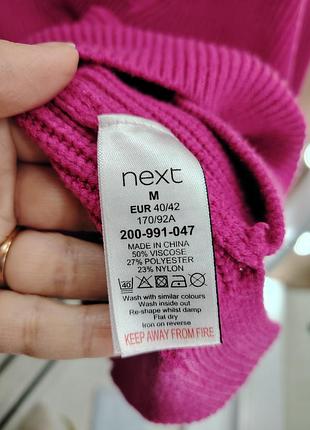 next
M
EUR 40/42
170/92A
200-991-047
MADE IN CHINA
50% VISCOSE
27% POLYESTER
23% NYLON
40
Wash with similar colours
Wash inside out
Re-shape whilst damp
Flat dry
Iron on reverse
KEEP AWAY FROM FIRE